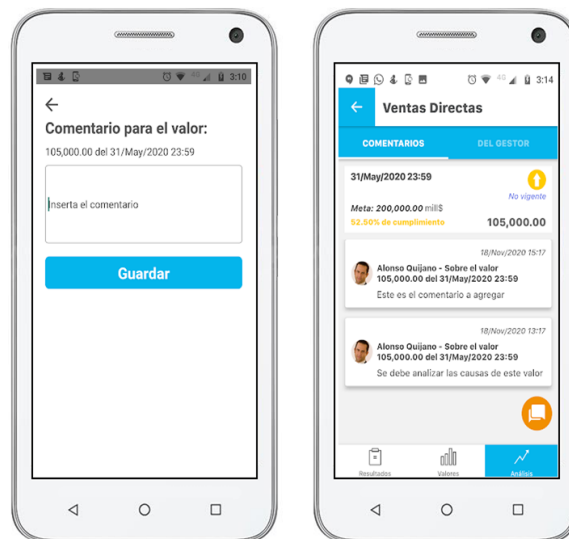 4G 3:10
Comentario para el valor:
105,000.00 del 31/May/2020 23:59
Inserta el comentario
Guardar
4G 3:14
Ventas Directas
COMENTARIOS DEL GESTOR
31/May/2020 23:59
No vigente
Meta: 200,000.00 mill$
52.50% de cumplimiento 105,000.00
18/Nov/2020 15:17
Alonso Quijano - Sobre el valor
105,000.00 del 31/May/2020 23:59
Este es el comentario a agregar
18/Nov/2020 13:17
Alonso Quijano - Sobre el valor
105,000.00 del 31/May/2020 23:59
Se debe analizar las causas de este valor
Resultados Valores Análisis